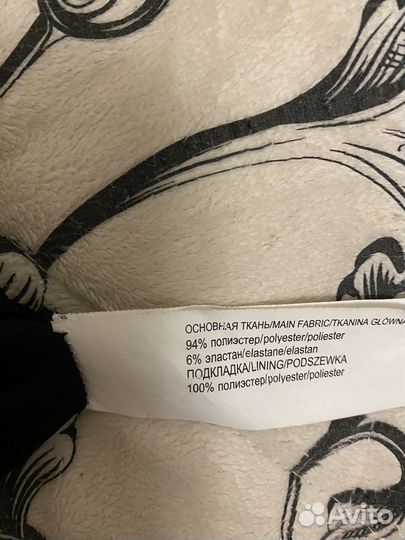 ОСНОВНАЯ ТКАНЬ/MAIN FABRIC/TKANINA GŁÓWNA
94% полиэстер/polyester/poliester
6% эластан/elastane/elastan
ПОДКЛАДКА/LINING/PODSZEWKA
100% полиэстер/polyester/poliester
Avito